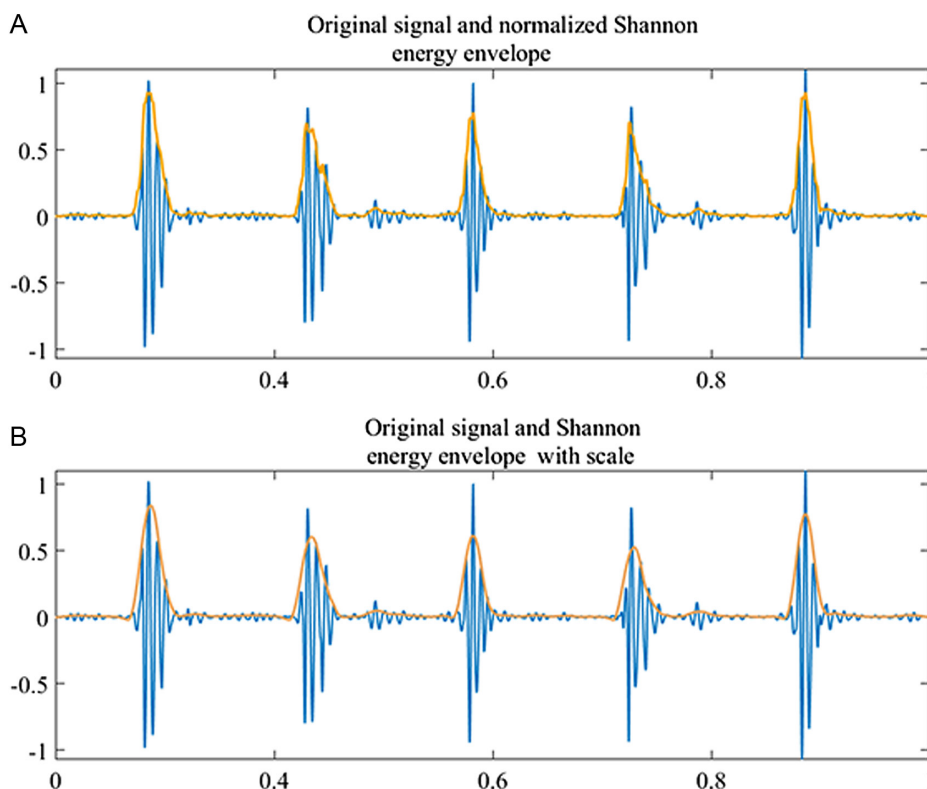 A
Original signal and normalized Shannon
energy envelope
1
0.5
0
-0.5
-1
0 0.4 0.6 0.8
B
Original signal and Shannon
energy envelope with scale
1
0.5
0
-0.5
-1
0 0.4 0.6 0.8